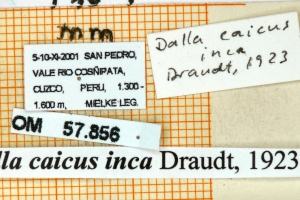 5-10-XI-2001 SAN PEDRO,
VALE RIO COSÑIPATA,
CUZCO, PERU, 1.300 -
1.600 m, MIELKE LEG.
Dalla caicus
inca
Draudt, 1923
OM 57.856
lla caicus inca Draudt, 1923